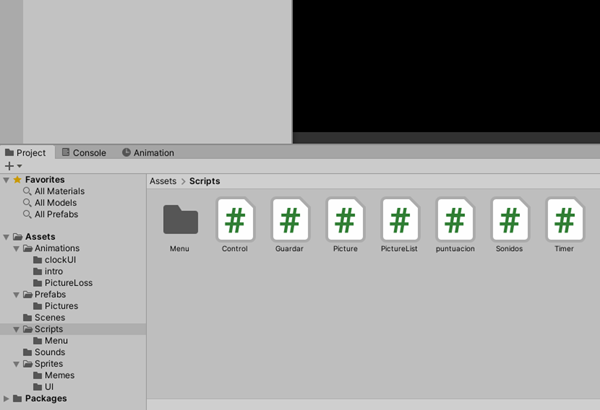 Project
Console
Animation
Favorites
All Materials
All Models
All Prefabs
Assets
Animations
clockUI
intro
PictureLoss
Prefabs
Pictures
Scenes
Scripts
Menu
Sounds
Sprites
Memes
UI
Packages
Assets > Scripts
Menu
Control
Guardar
Picture
PictureList
puntuacion
Sonidos
Timer